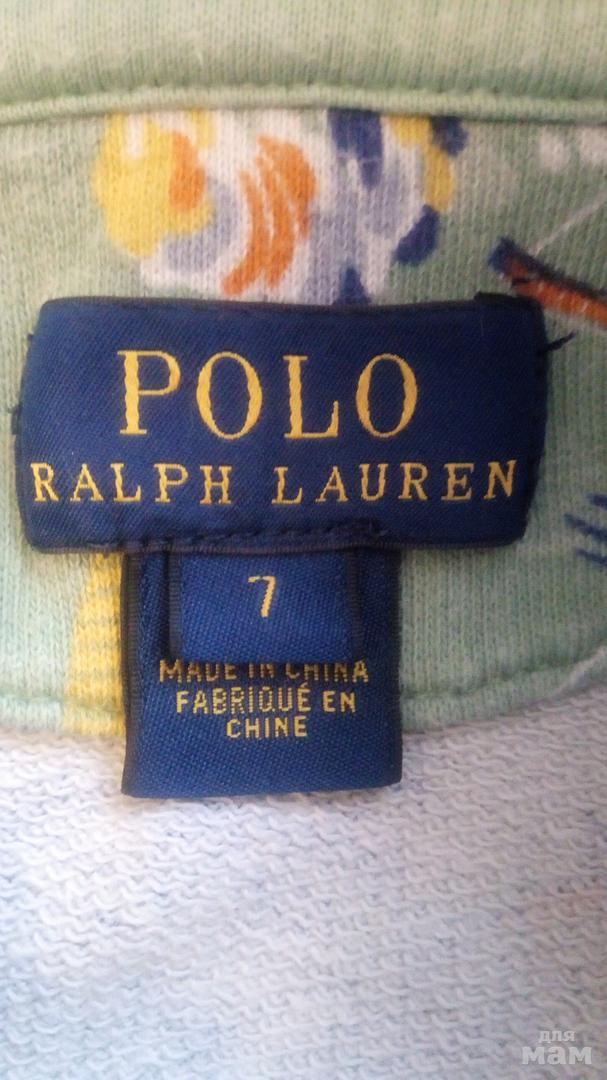 POLO
RALPH LAUREN
7
MADE IN CHINA
FABRIQUÉ EN
CHINE
для
мам